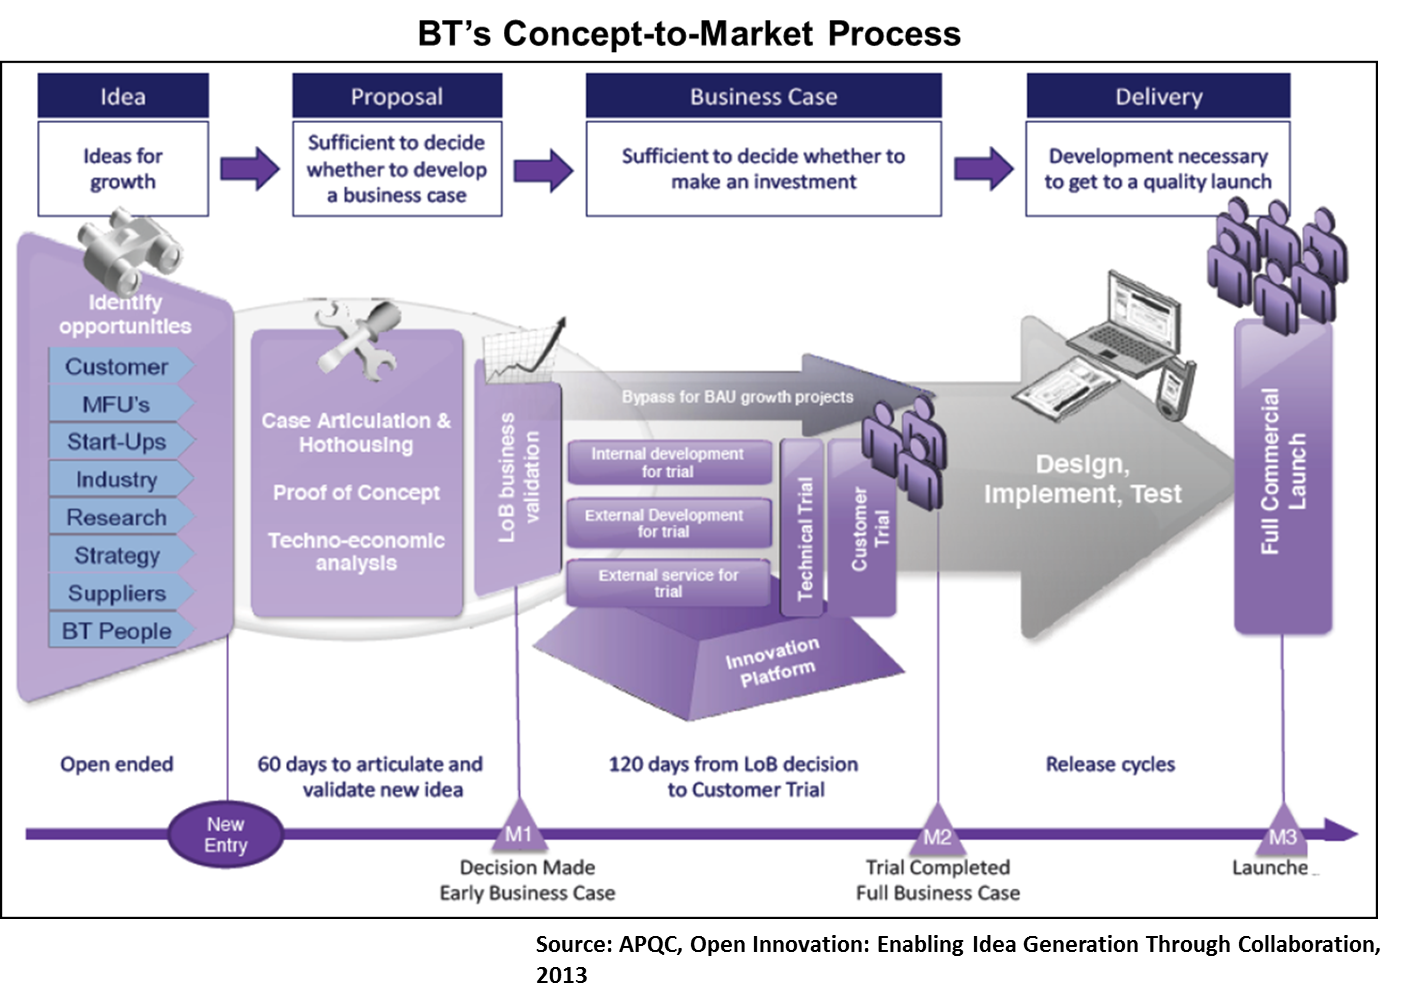 BT’s Concept-to-Market Process
Idea
Ideas for
growth
Proposal
Sufficient to decide
whether to develop
a business case
Business Case
Sufficient to decide whether to
make an investment
Delivery
Development necessary
to get to a quality launch
Identify
opportunities
Customer
MFU's
Start-Ups
Industry
Research
Strategy
Suppliers
BT People
Case Articulation &
Hothousing
Proof of Concept
Techno-economic
analysis
LoB business
validation
Bypass for BAU growth projects
Internal development
for trial
External Development
for trial
External service for
trial
Technical Trial
Customer
Trial
Innovation
Platform
Design,
Implement, Test
Full Commercial
Launch
Open ended
60 days to articulate and
validate new idea
120 days from LoB decision
to Customer Trial
Release cycles
New
Entry
M1
M2
M3
Decision Made
Early Business Case
Trial Completed
Full Business Case
Launche
Source: APQC, Open Innovation: Enabling Idea Generation Through Collaboration,
2013